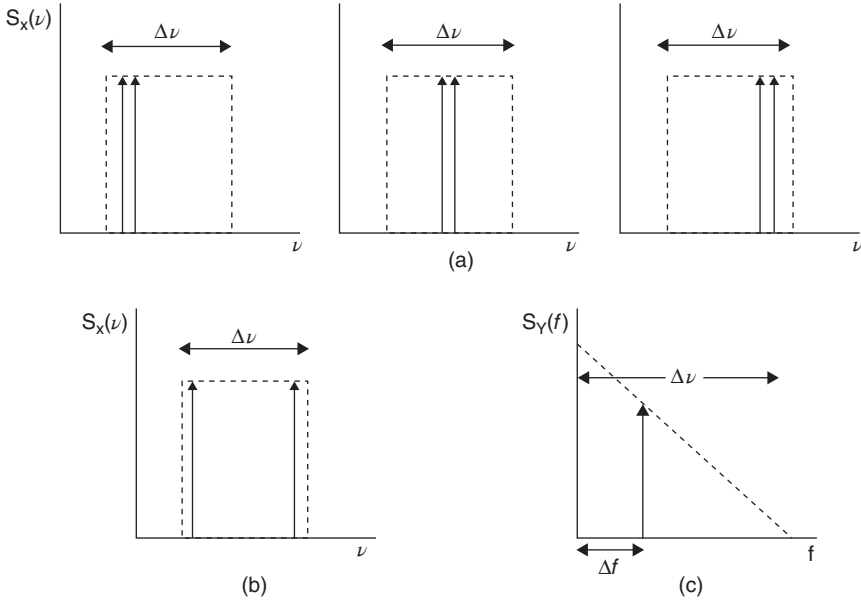 Sx(ν) Δν Δν Δν
ν ν ν
(a)
Sx(ν) Δν SY(f) Δν
ν Δf f
(b) (c)